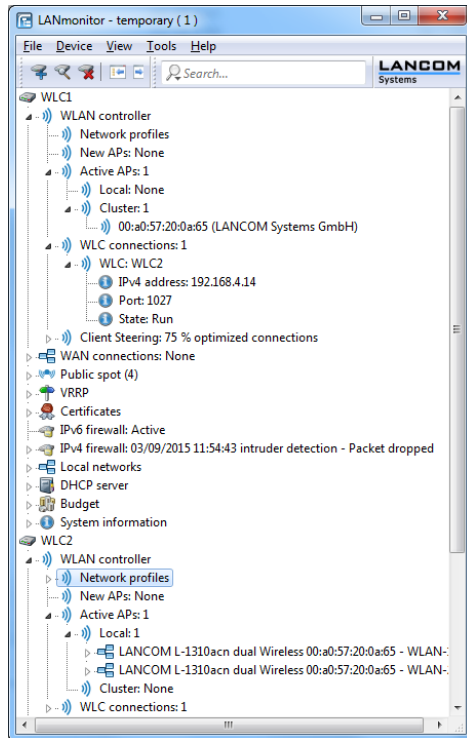 LANmonitor - temporary ( 1 )
File Device View Tools Help
Search...
LANCOM
Systems
WLC1
WLAN controller
Network profiles
New APs: None
Active APs: 1
Local: None
Cluster: 1
00:a0:57:20:0a:65 (LANCOM Systems GmbH)
WLC connections: 1
WLC: WLC2
IPv4 address: 192.168.4.14
Port: 1027
State: Run
Client Steering: 75 % optimized connections
WAN connections: None
Public spot (4)
VRRP
Certificates
IPv6 firewall: Active
IPv4 firewall: 03/09/2015 11:54:43 intruder detection - Packet dropped
Local networks
DHCP server
Budget
System information
WLC2
WLAN controller
Network profiles
New APs: None
Active APs: 1
Local: 1
LANCOM L-1310acn dual Wireless 00:a0:57:20:0a:65 - WLAN-
LANCOM L-1310acn dual Wireless 00:a0:57:20:0a:65 - WLAN-
Cluster: None
WLC connections: 1